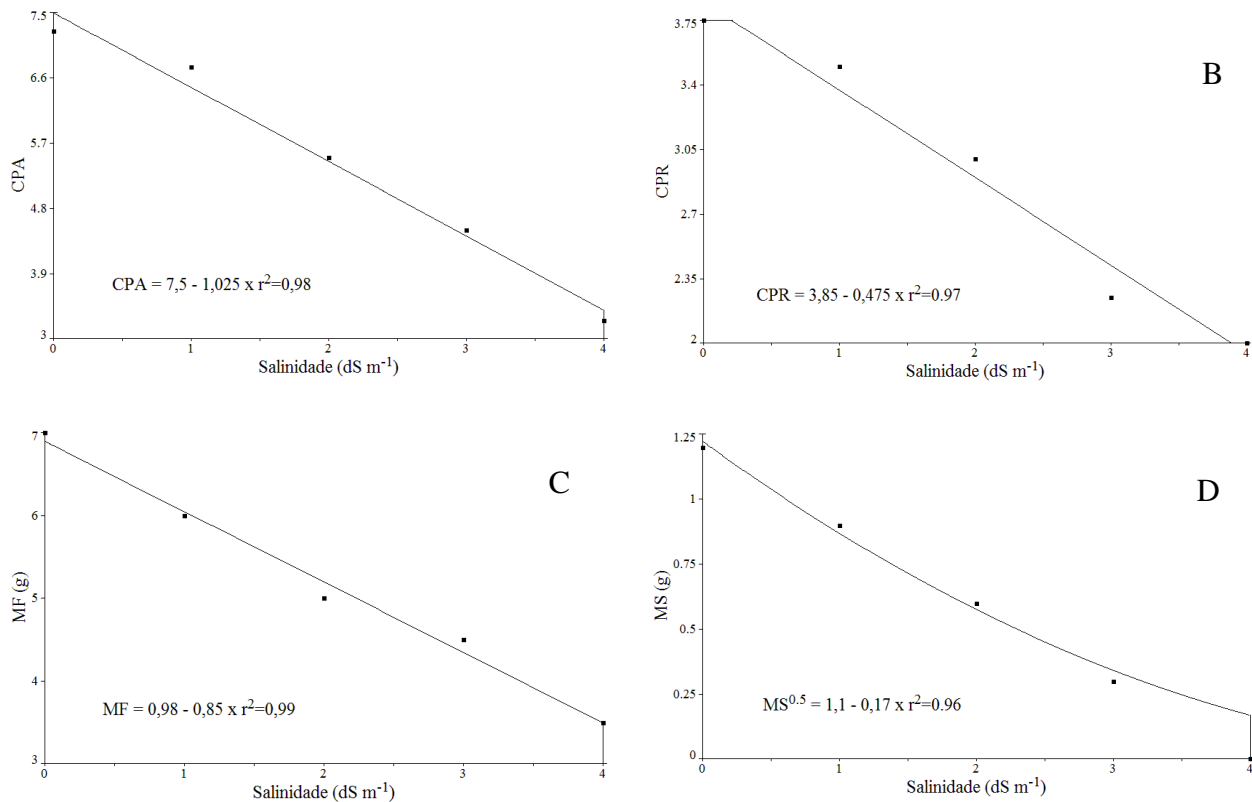 7.5
6.6
5.7
4.8
3.9
3
CPA
CPA = 7,5 - 1,025 x r²=0,98
0 1 2 3 4
Salinidade (dS m⁻¹)
B
3.75
3.4
3.05
2.7
2.35
2
CPR
CPR = 3,85 - 0,475 x r²=0.97
0 1 2 3 4
Salinidade (dS m⁻¹)
C
7
6
5
4
3
MF (g)
MF = 0,98 - 0,85 x r²=0,99
0 1 2 3 4
Salinidade (dS m⁻¹)
D
1.25
1
0.75
0.5
0.25
0
MS (g)
MS⁰·⁵ = 1,1 - 0,17 x r²=0.96
0 1 2 3 4
Salinidade (dS m⁻¹)